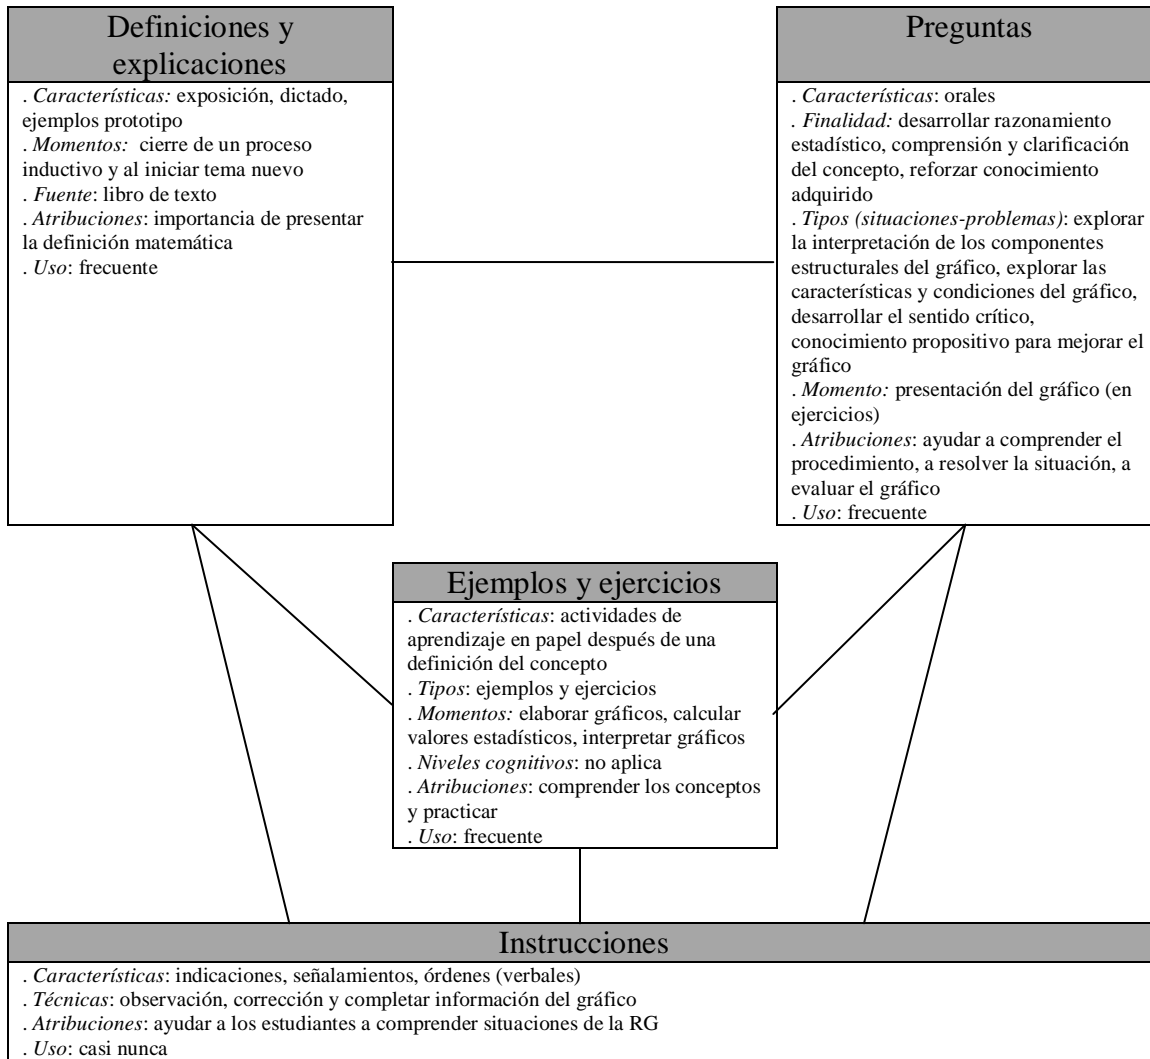 Definiciones y
explicaciones
. Características: exposición, dictado,
ejemplos prototipo
. Momentos: cierre de un proceso
inductivo y al iniciar tema nuevo
. Fuente: libro de texto
. Atribuciones: importancia de presentar
la definición matemática
. Uso: frecuente
Preguntas
. Características: orales
. Finalidad: desarrollar razonamiento
estadístico, comprensión y clarificación
del concepto, reforzar conocimiento
adquirido
. Tipos (situaciones-problemas): explorar
la interpretación de los componentes
estructurales del gráfico, explorar las
características y condiciones del gráfico,
desarrollar el sentido crítico,
conocimiento propositivo para mejorar el
gráfico
. Momento: presentación del gráfico (en
ejercicios)
. Atribuciones: ayudar a comprender el
procedimiento, a resolver la situación, a
evaluar el gráfico
. Uso: frecuente
Ejemplos y ejercicios
. Características: actividades de
aprendizaje en papel después de una
definición del concepto
. Tipos: ejemplos y ejercicios
. Momentos: elaborar gráficos, calcular
valores estadísticos, interpretar gráficos
. Niveles cognitivos: no aplica
. Atribuciones: comprender los conceptos
y practicar
. Uso: frecuente
Instrucciones
. Características: indicaciones, señalamientos, órdenes (verbales)
. Técnicas: observación, corrección y completar información del gráfico
. Atribuciones: ayudar a los estudiantes a comprender situaciones de la RG
. Uso: casi nunca